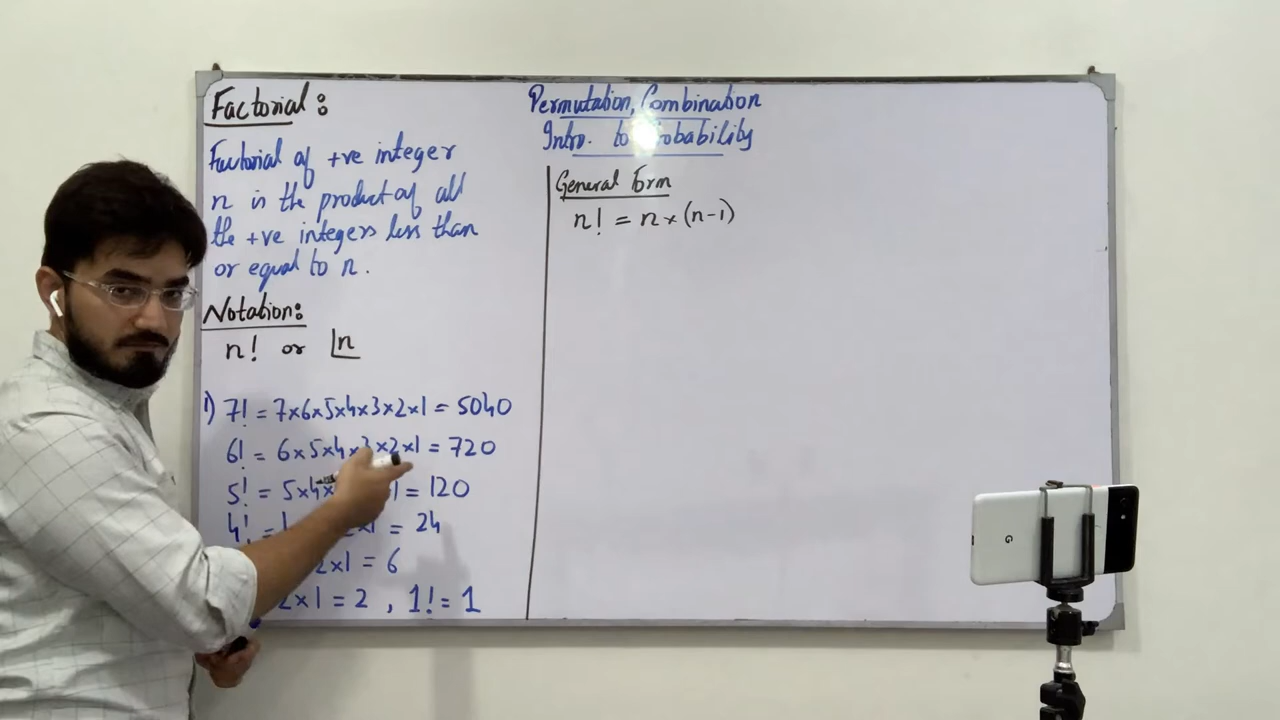 Factorial:
Factorial of +ve integer
n is the product of all
the +ve integers less than
or equal to n.
Notation:
n! or |n
1) 7! = 7×6×5×4×3×2×1 = 5040
6! = 6×5×4×3×2×1 = 720
5! = 5×4× 1 = 120
4! = ×1 = 24
2×1 = 6
2×1 = 2 , 1! = 1
Permutation, Combination
Intro. to Probability
General Form
n! = n×(n-1)
G